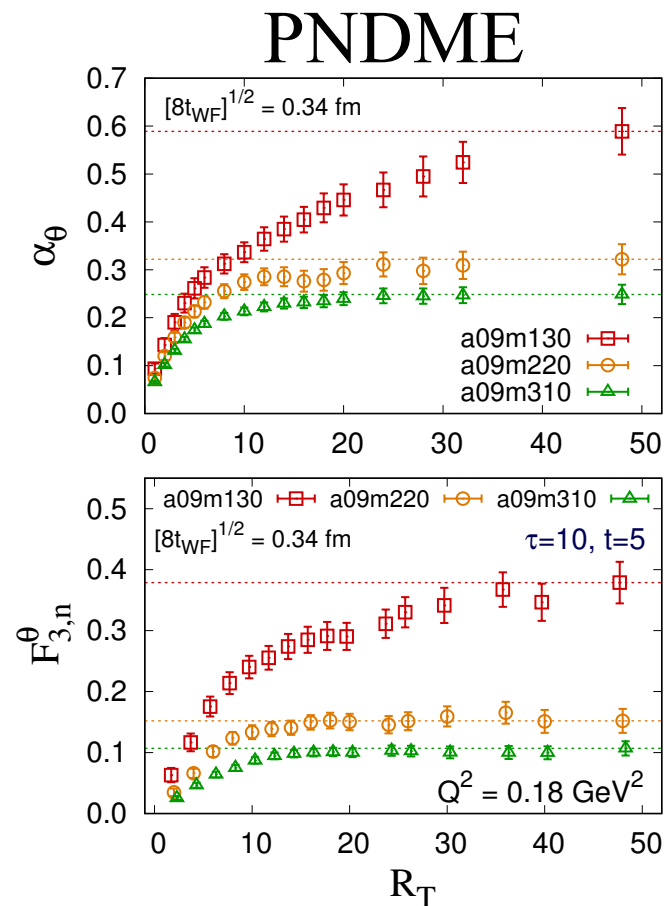 PNDME
0.7
0.6
0.5
0.4
0.3
0.2
0.1
0.0
α_θ
[8t_WF]^1/2 = 0.34 fm
a09m130
a09m220
a09m310
0 10 20 30 40 50
0.5
0.4
0.3
0.2
0.1
0.0
F^θ_3,n
a09m130 a09m220 a09m310
[8t_WF]^1/2 = 0.34 fm
τ=10, t=5
Q^2 = 0.18 GeV^2
0 10 20 30 40 50
R_T